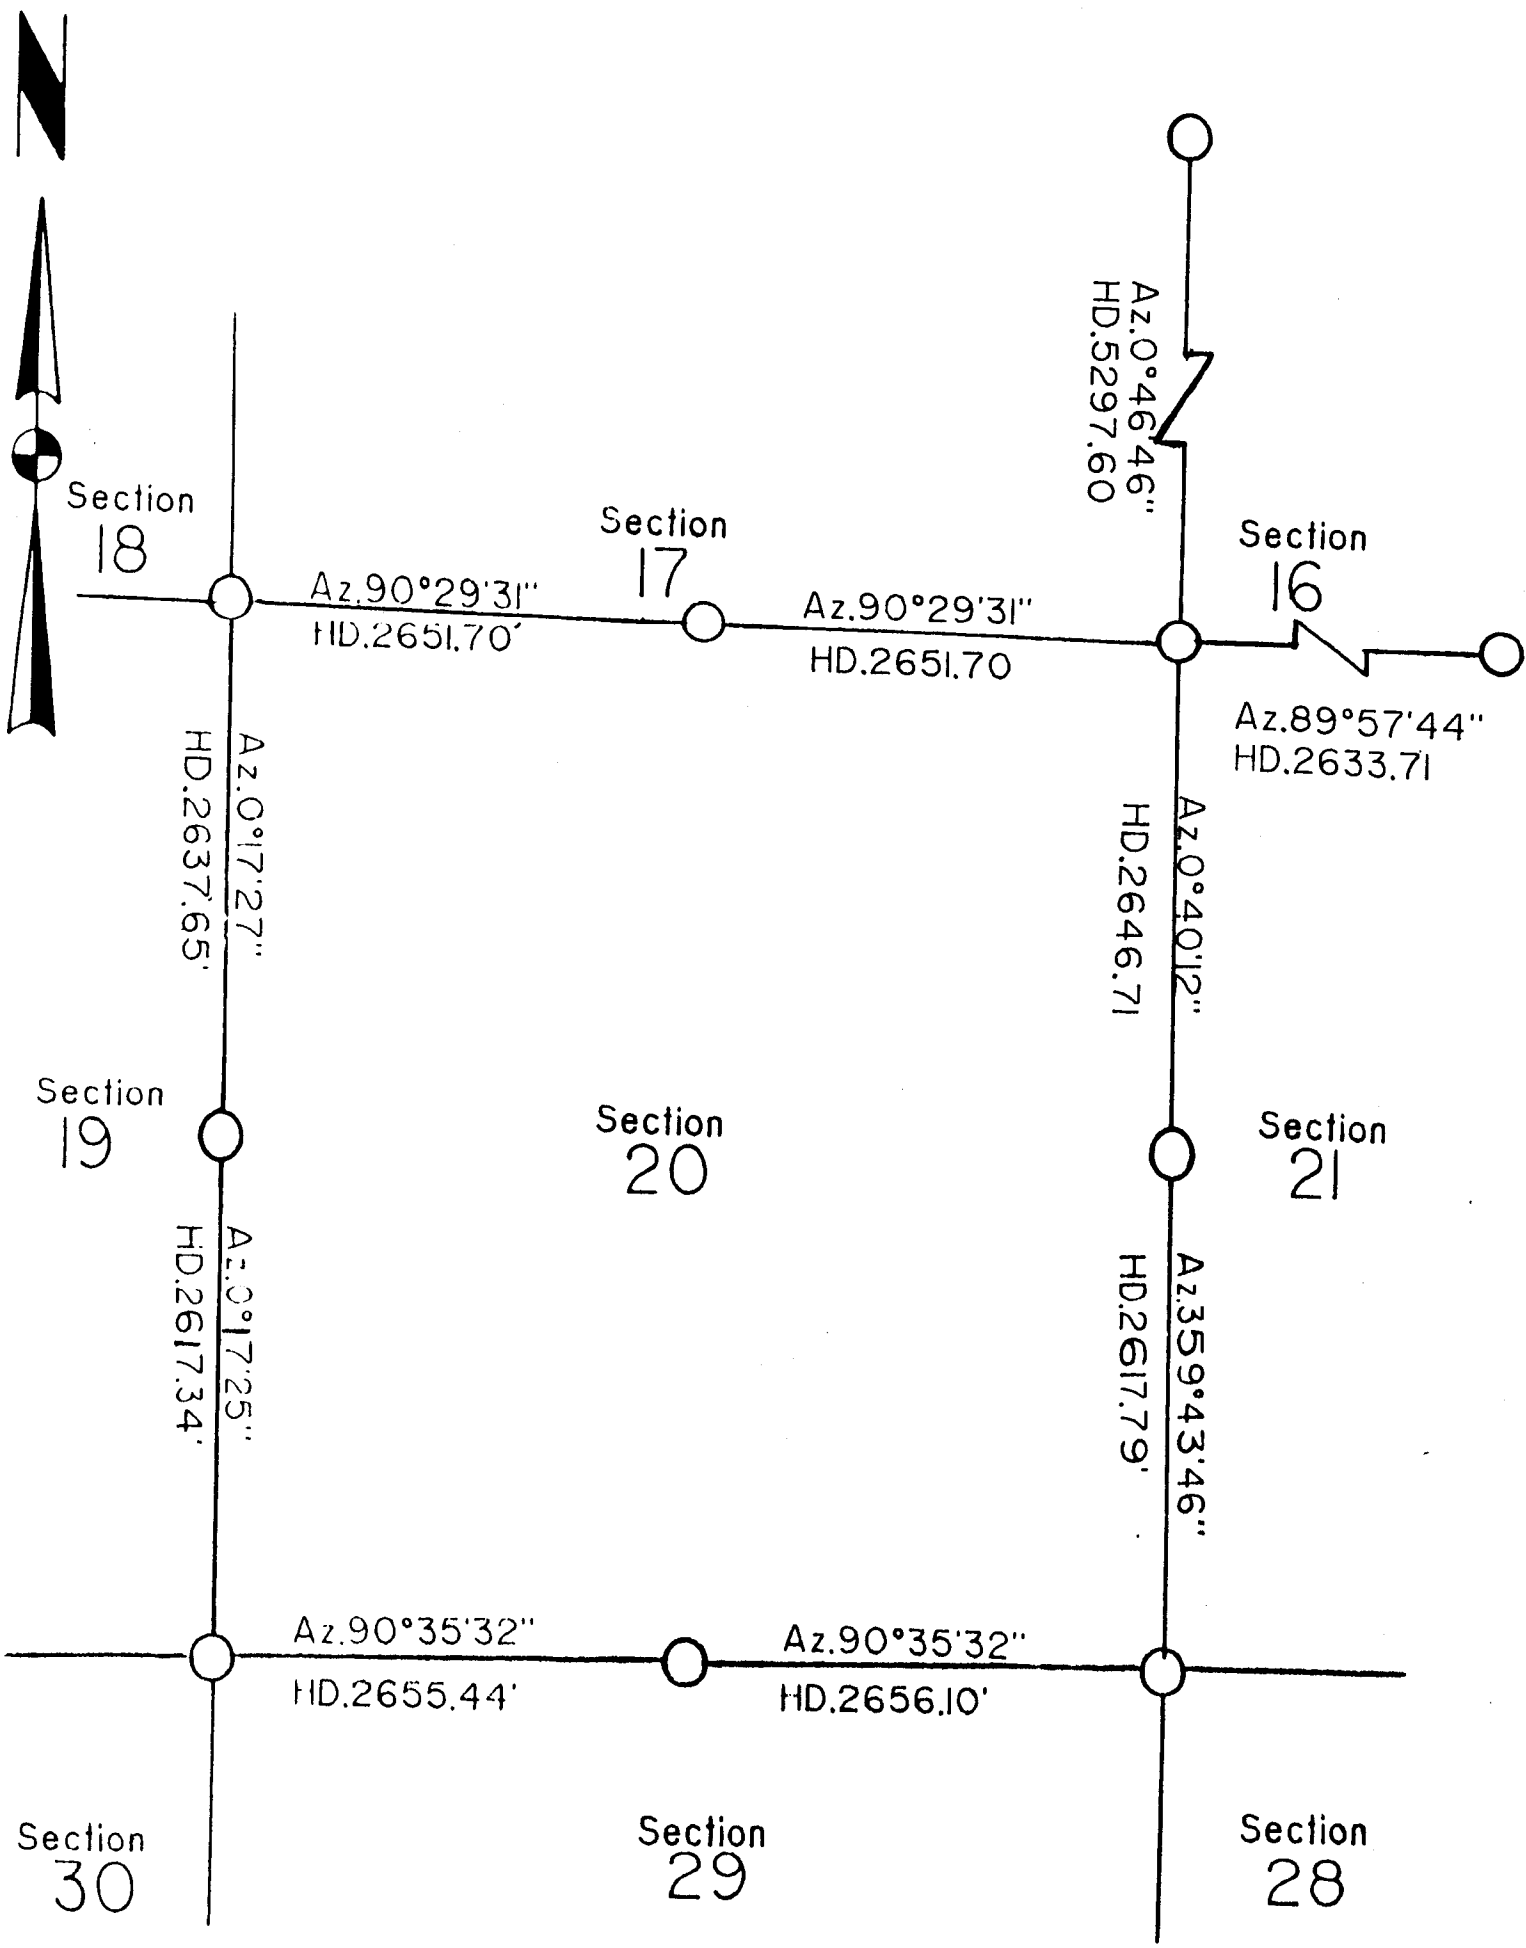 N
Az.0°46'46"
HD.5297.60
Section
18
Section
17
Section
16
Az.90°29'31"
HD.2651.70'
Az.90°29'31"
HD.2651.70
Az.89°57'44"
HD.2633.71
Az.0°17'27"
HD.2637.65'
Az.0°40'12"
HD.2646.71
Section
19
Section
20
Section
21
Az.0°17'25"
HD.2617.34'
Az.359°43'46"
HD.2617.79'
Az.90°35'32"
HD.2655.44'
Az.90°35'32"
HD.2656.10'
Section
30
Section
29
Section
28